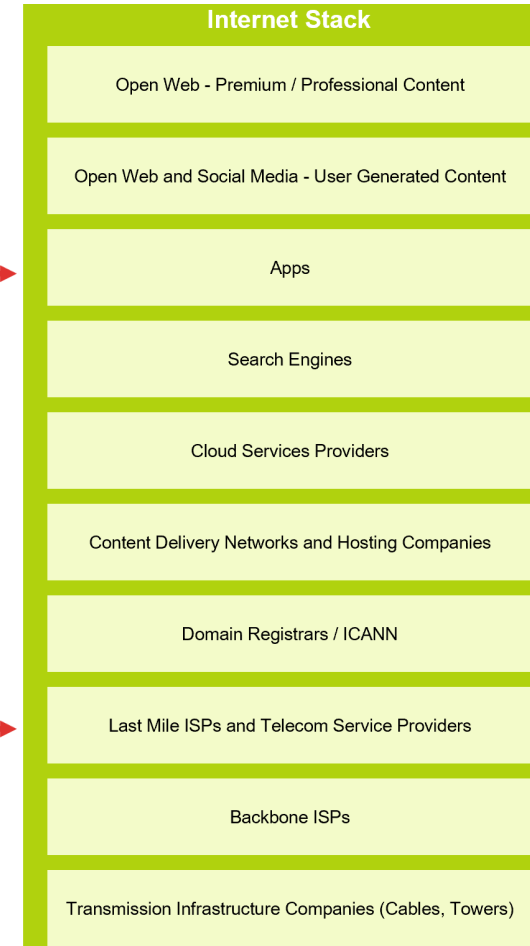 Internet Stack
Open Web - Premium / Professional Content
Open Web and Social Media - User Generated Content
Apps
Search Engines
Cloud Services Providers
Content Delivery Networks and Hosting Companies
Domain Registrars / ICANN
Last Mile ISPs and Telecom Service Providers
Backbone ISPs
Transmission Infrastructure Companies (Cables, Towers)